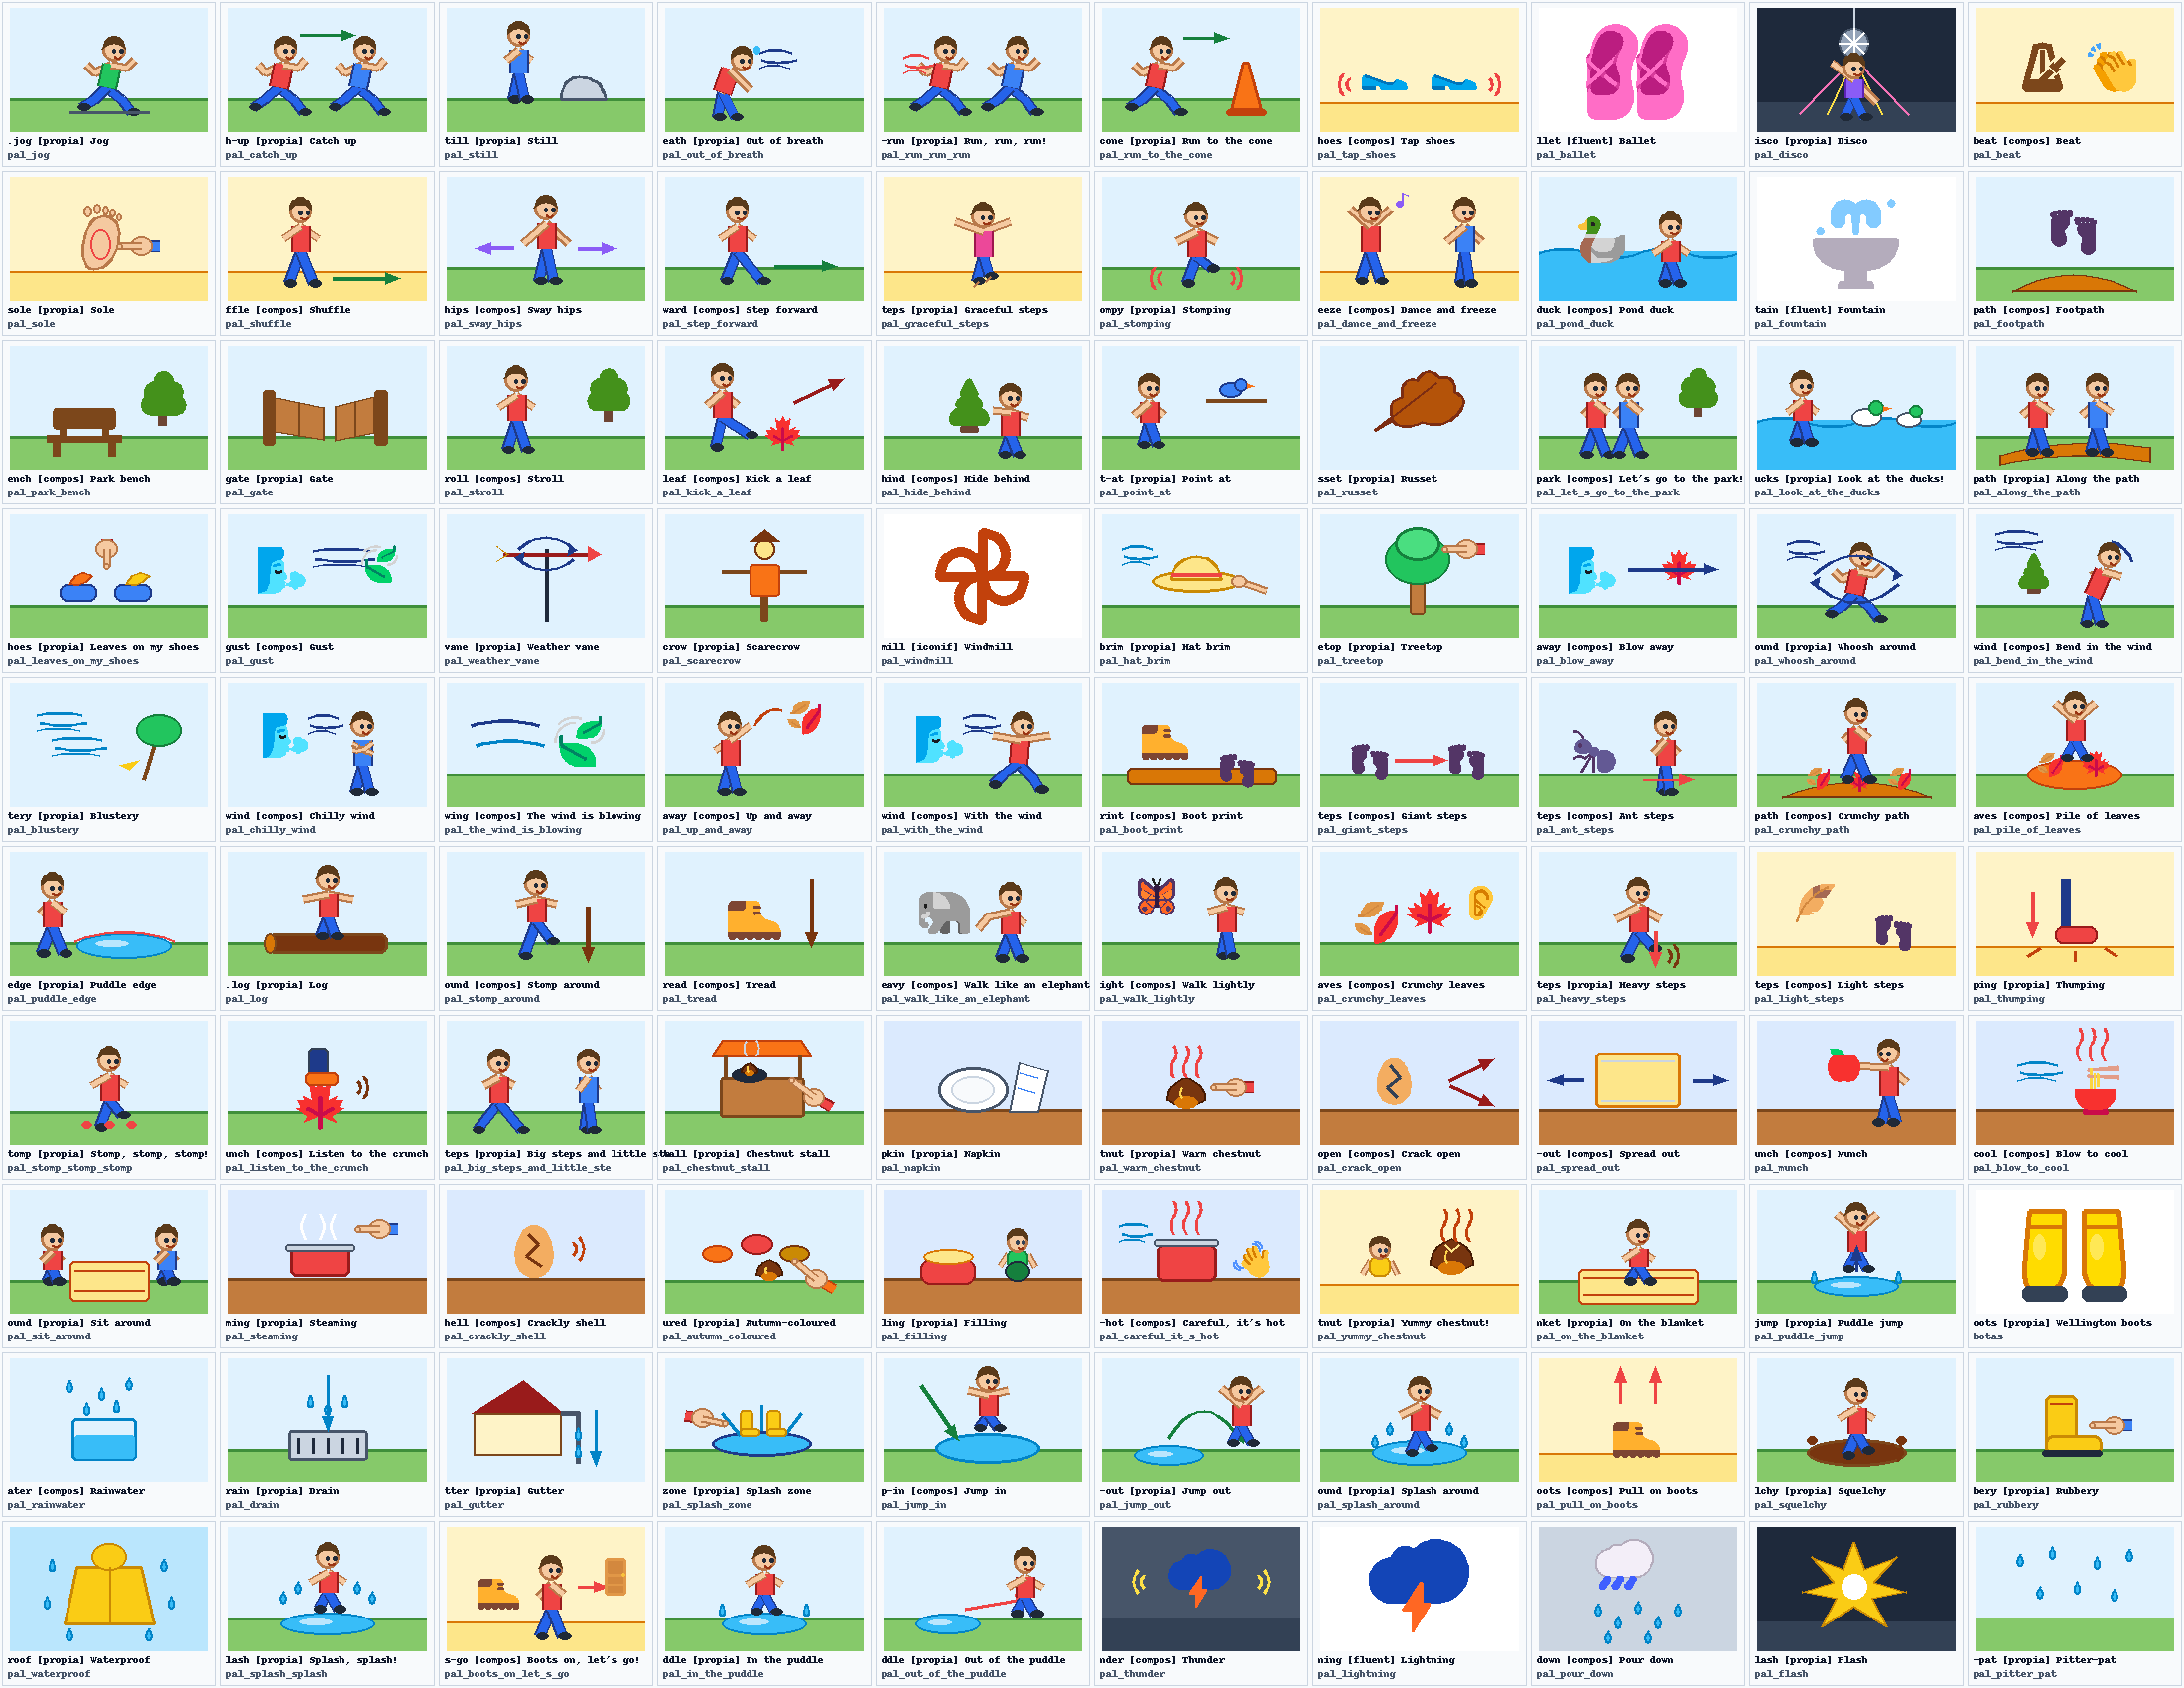 .jog [propia] Jog
pal_jog
h-up [propia] Catch up
pal_catch_up
till [propia] Still
pal_still
eath [propia] Out of breath
pal_out_of_breath
-run [propia] Run, run, run!
pal_run_run_run
cone [propia] Run to the cone
pal_run_to_the_cone
hoes [compos] Tap shoes
pal_tap_shoes
llet [fluent] Ballet
pal_ballet
isco [propia] Disco
pal_disco
beat [compos] Beat
pal_beat
sole [propia] Sole
pal_sole
ffle [compos] Shuffle
pal_shuffle
hips [compos] Sway hips
pal_sway_hips
ward [compos] Step forward
pal_step_forward
teps [propia] Graceful steps
pal_graceful_steps
ompy [propia] Stomping
pal_stomping
eeze [compos] Dance and freeze
pal_dance_and_freeze
duck [compos] Pond duck
pal_pond_duck
tain [fluent] Fountain
pal_fountain
path [compos] Footpath
pal_footpath
ench [compos] Park bench
pal_park_bench
gate [propia] Gate
pal_gate
roll [compos] Stroll
pal_stroll
leaf [compos] Kick a leaf
pal_kick_a_leaf
hind [compos] Hide behind
pal_hide_behind
t-at [propia] Point at
pal_point_at
sset [propia] Russet
pal_russet
park [compos] Let's go to the park!
pal_let_s_go_to_the_park
ucks [propia] Look at the ducks!
pal_look_at_the_ducks
path [propia] Along the path
pal_along_the_path
hoes [propia] Leaves on my shoes
pal_leaves_on_my_shoes
gust [compos] Gust
pal_gust
vane [propia] Weather vane
pal_weather_vane
crow [propia] Scarecrow
pal_scarecrow
mill [iconif] Windmill
pal_windmill
brim [propia] Hat brim
pal_hat_brim
etop [propia] Treetop
pal_treetop
away [compos] Blow away
pal_blow_away
ound [propia] Whoosh around
pal_whoosh_around
wind [compos] Bend in the wind
pal_bend_in_the_wind
tery [propia] Blustery
pal_blustery
wind [compos] Chilly wind
pal_chilly_wind
wing [compos] The wind is blowing
pal_the_wind_is_blowing
away [compos] Up and away
pal_up_and_away
wind [compos] With the wind
pal_with_the_wind
rint [compos] Boot print
pal_boot_print
teps [compos] Giant steps
pal_giant_steps
teps [compos] Ant steps
pal_ant_steps
path [compos] Crunchy path
pal_crunchy_path
aves [compos] Pile of leaves
pal_pile_of_leaves
edge [propia] Puddle edge
pal_puddle_edge
.log [propia] Log
pal_log
ound [compos] Stomp around
pal_stomp_around
read [compos] Tread
pal_tread
eavy [compos] Walk like an elephant
pal_walk_like_an_elephant
ight [compos] Walk lightly
pal_walk_lightly
aves [compos] Crunchy leaves
pal_crunchy_leaves
teps [propia] Heavy steps
pal_heavy_steps
teps [compos] Light steps
pal_light_steps
ping [propia] Thumping
pal_thumping
tomp [propia] Stomp, stomp, stomp!
pal_stomp_stomp_stomp
unch [compos] Listen to the crunch
pal_listen_to_the_crunch
teps [propia] Big steps and little
pal_big_steps_and_little_ste
[propia] Chestnut stall
pal_chestnut_stall
pkin [propia] Napkin
pal_napkin
tnut [propia] Warm chestnut
pal_warm_chestnut
open [compos] Crack open
pal_crack_open
-out [compos] Spread out
pal_spread_out
unch [compos] Munch
pal_munch
cool [compos] Blow to cool
pal_blow_to_cool
ound [propia] Sit around
pal_sit_around
ming [propia] Steaming
pal_steaming
hell [compos] Crackly shell
pal_crackly_shell
ured [propia] Autumn-coloured
pal_autumn_coloured
ling [propia] Filling
pal_filling
-hot [compos] Careful, it's hot
pal_careful_it_s_hot
tnut [propia] Yummy chestnut!
pal_yummy_chestnut
nket [propia] On the blanket
pal_on_the_blanket
jump [propia] Puddle jump
pal_puddle_jump
oots [propia] Wellington boots
botas
ater [compos] Rainwater
pal_rainwater
rain [propia] Drain
pal_drain
tter [propia] Gutter
pal_gutter
zone [propia] Splash zone
pal_splash_zone
p-in [compos] Jump in
pal_jump_in
-out [propia] Jump out
pal_jump_out
ound [propia] Splash around
pal_splash_around
oots [compos] Pull on boots
pal_pull_on_boots
lchy [propia] Squelchy
pal_squelchy
bery [propia] Rubbery
pal_rubbery
roof [propia] Waterproof
pal_waterproof
lash [propia] Splash, splash!
pal_splash_splash
s-go [compos] Boots on, let's go!
pal_boots_on_let_s_go
ddle [propia] In the puddle
pal_in_the_puddle
ddle [propia] Out of the puddle
pal_out_of_the_puddle
nder [compos] Thunder
pal_thunder
ning [fluent] Lightning
pal_lightning
down [compos] Pour down
pal_pour_down
lash [propia] Flash
pal_flash
-pat [propia] Pitter-pat
pal_pitter_pat